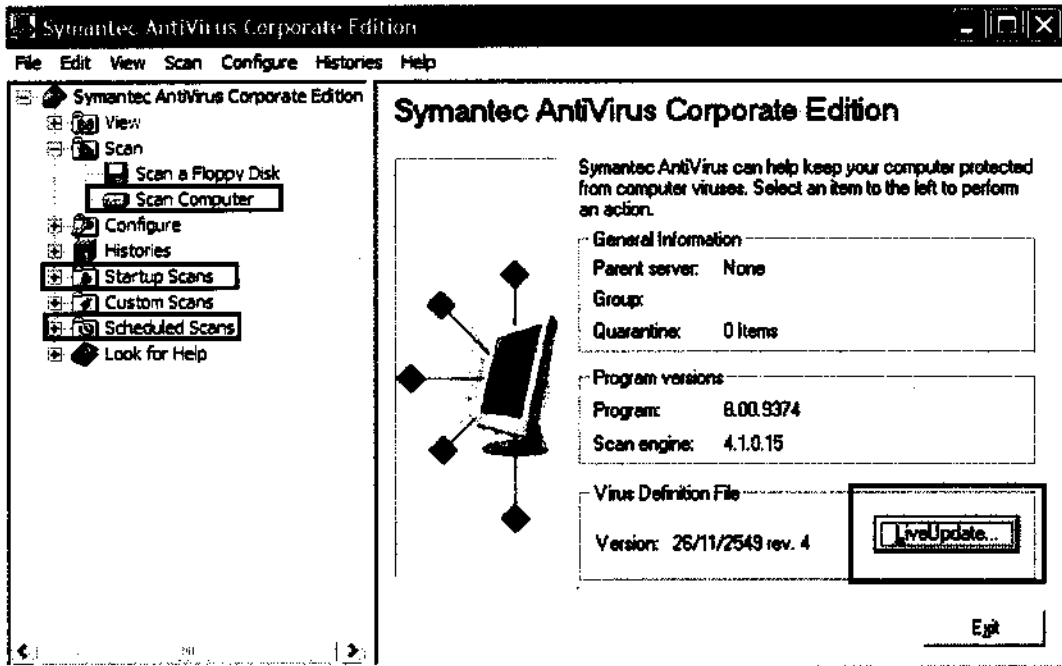 Symantec AntiVirus Corporate Edition
File Edit View Scan Configure Histories Help
Symantec AntiVirus Corporate Edition
View
Scan
Scan a Floppy Disk
Scan Computer
Configure
Histories
Startup Scans
Custom Scans
Scheduled Scans
Look for Help
Symantec AntiVirus Corporate Edition
Symantec AntiVirus can help keep your computer protected
from computer viruses. Select an item to the left to perform
an action.
General Information
Parent server: None
Group:
Quarantine: 0 Items
Program versions
Program: 8.00.9374
Scan engine: 4.1.0.15
Virus Definition File
Version: 26/11/2549 rev. 4
LiveUpdate...
Exit